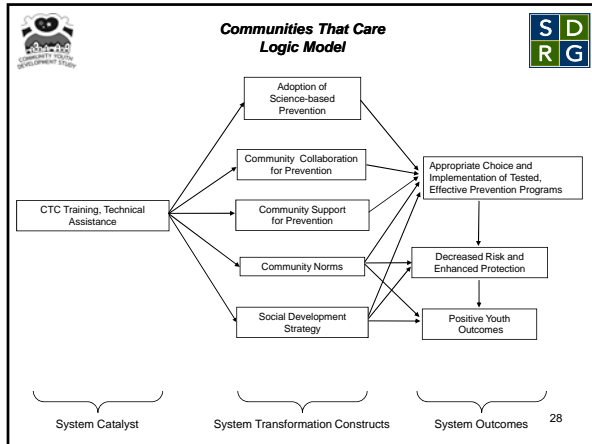 Communities That Care
Logic Model
COMMUNITY YOUTH
DEVELOPMENT STUDY
S D
R G
Adoption of
Science-based
Prevention
Community Collaboration
for Prevention
Appropriate Choice and
Implementation of Tested,
Effective Prevention Programs
CTC Training, Technical
Assistance
Community Support
for Prevention
Community Norms
Decreased Risk and
Enhanced Protection
Social Development
Strategy
Positive Youth
Outcomes
System Catalyst
System Transformation Constructs
System Outcomes
28